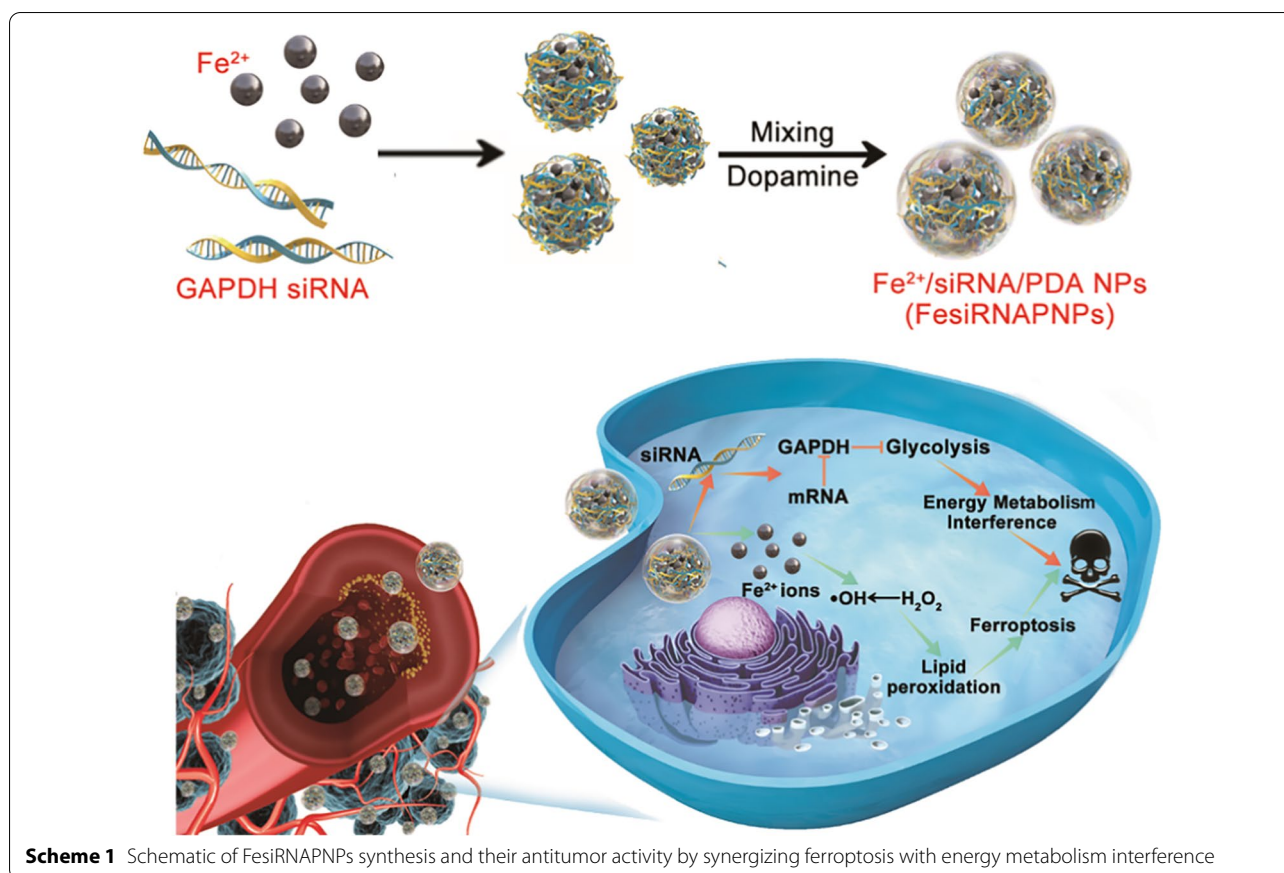 Fe²⁺
GAPDH siRNA
Mixing
Dopamine
Fe²⁺/siRNA/PDA NPs
(FesiRNAPNPs)
siRNA
GAPDH
Glycolysis
mRNA
Energy Metabolism
Interference
Fe²⁺ ions
•OH
H₂O₂
Ferroptosis
Lipid
peroxidation
Scheme 1 Schematic of FesiRNAPNPs synthesis and their antitumor activity by synergizing ferroptosis with energy metabolism interference